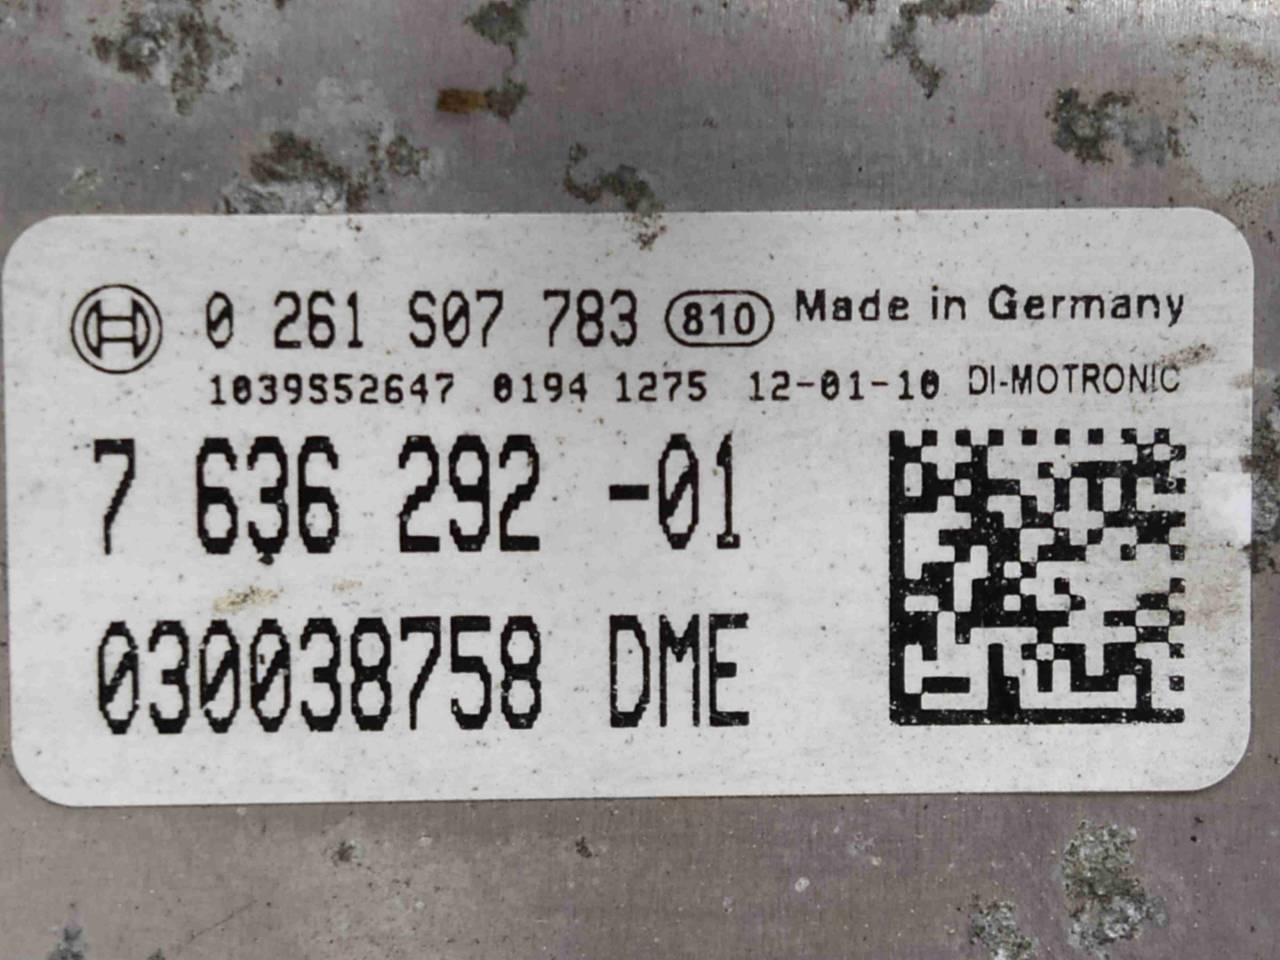 0 261 S07 783 810 Made in Germany
1039S52647 0194 1275 12-01-10 DI-MOTRONIC
7 636 292 -01
030038758 DME